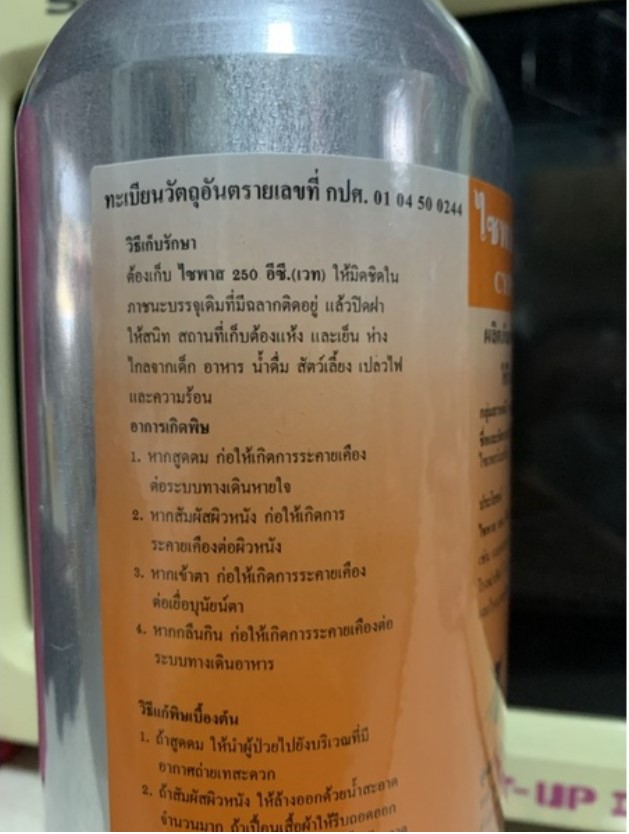 ทะเบียนวัตถุอันตรายเลขที่ กปศ. 01 04 50 0244
วิธีเก็บรักษา
ต้องเก็บ ไซพาส 250 อีซี.(เวท) ให้มิดชิดใน
ภาชนะบรรจุเดิมที่มีฉลากติดอยู่ แล้วปิดฝา
ให้สนิท สถานที่เก็บต้องแห้ง และเย็น ห่าง
ไกลจากเด็ก อาหาร น้ำดื่ม สัตว์เลี้ยง เปลวไฟ
และความร้อน
อาการเกิดพิษ
1. หากสูดดม ก่อให้เกิดการระคายเคือง
ต่อระบบทางเดินหายใจ
2. หากสัมผัสผิวหนัง ก่อให้เกิดการ
ระคายเคืองต่อผิวหนัง
3. หากเข้าตา ก่อให้เกิดการระคายเคือง
ต่อเยื่อบุนัยน์ตา
4. หากกลืนกิน ก่อให้เกิดการระคายเคืองต่อ
ระบบทางเดินอาหาร
วิธีแก้พิษเบื้องต้น
1. ถ้าสูดดม ให้นำผู้ป่วยไปยังบริเวณที่มี
อากาศถ่ายเทสะดวก
2. ถ้าสัมผัสผิวหนัง ให้ล้างออกด้วยน้ำสะอาด
จำนวนมาก ถ้าเปื้อนเสื้อผ้าให้รีบถอดออก